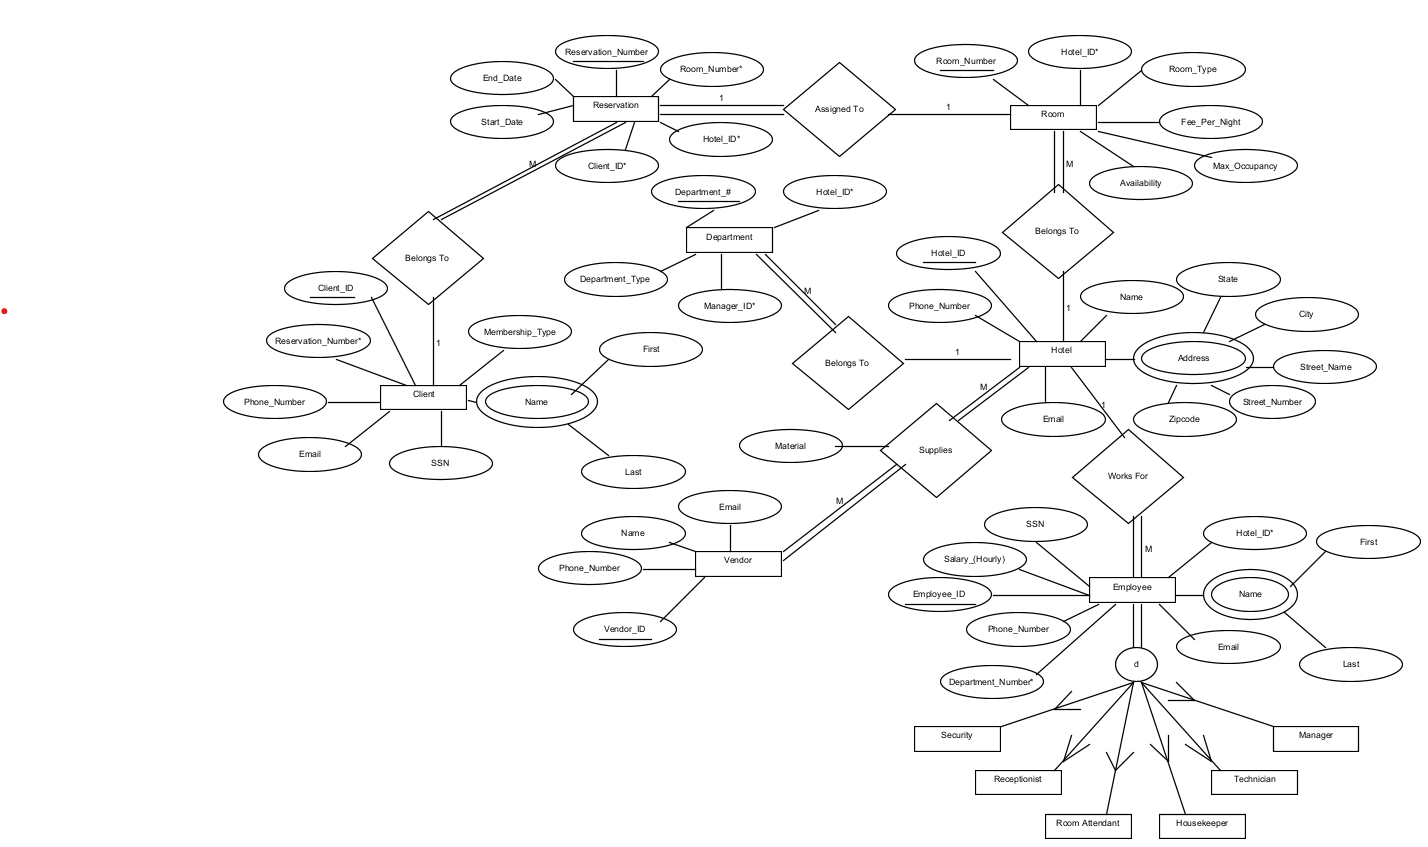 Reservation_Number
Hotel_ID*
End_Date
Room_Number*
Room_Number
Room_Type
Reservation
1
Assigned To
1
Room
Start_Date
Fee_Per_Night
Hotel_ID*
M
Client_ID*
M
Max_Occupancy
Availability
Department_#
Hotel_ID*
Belongs To
Department
Belongs To
Hotel_ID
Department_Type
State
Client_ID
M
Manager_ID*
Phone_Number
Name
1
City
Membership_Type
Reservation_Number*
1
First
Belongs To
1
Hotel
Address
Street_Name
Client
Name
M
Phone_Number
1
Street_Number
Email
Zipcode
Material
Supplies
Email
SSN
Last
Works For
M
Email
SSN
Name
Hotel_ID*
First
M
Vendor
Salary_(Hourly)
Phone_Number
Employee
Employee_ID
Name
Vendor_ID
Phone_Number
Email
d
Last
Department_Number*
Security
Manager
Receptionist
Technician
Room Attendant
Housekeeper